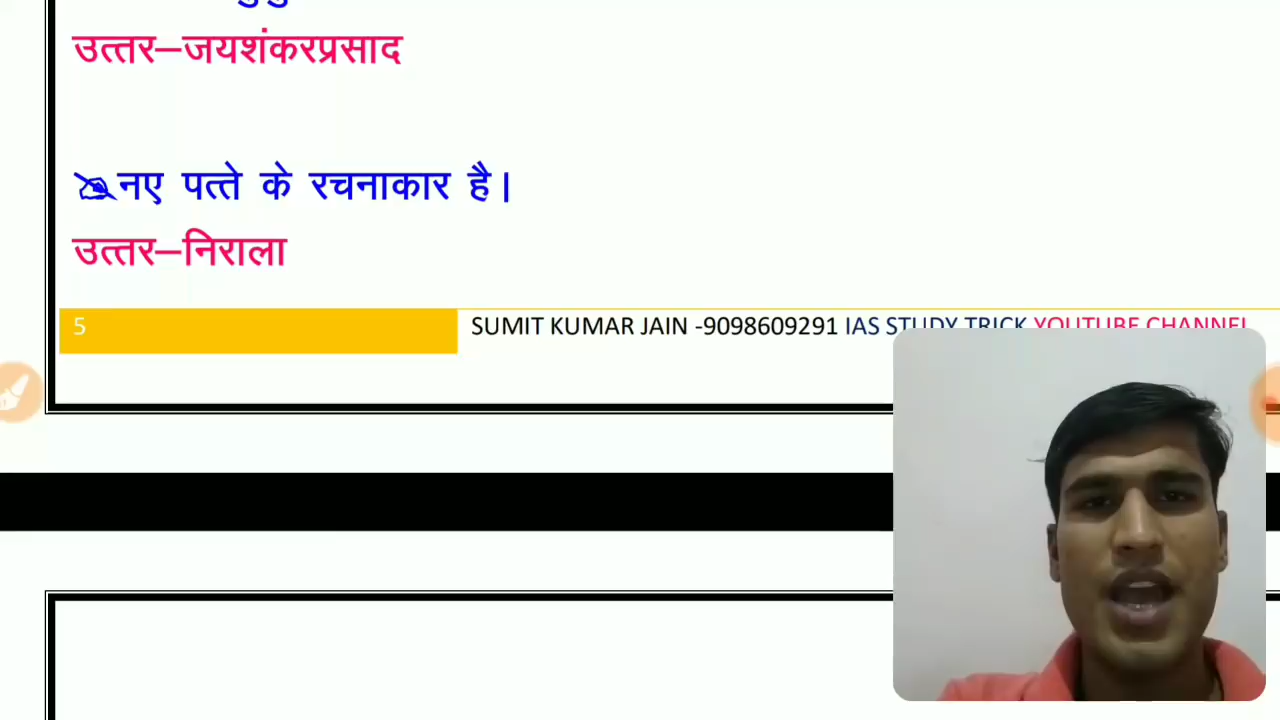 उत्तर–जयशंकरप्रसाद
नए पत्ते के रचनाकार है।
उत्तर–निराला
5
SUMIT KUMAR JAIN -9098609291 IAS STUDY TRICK YOUTUBE CHANNEL